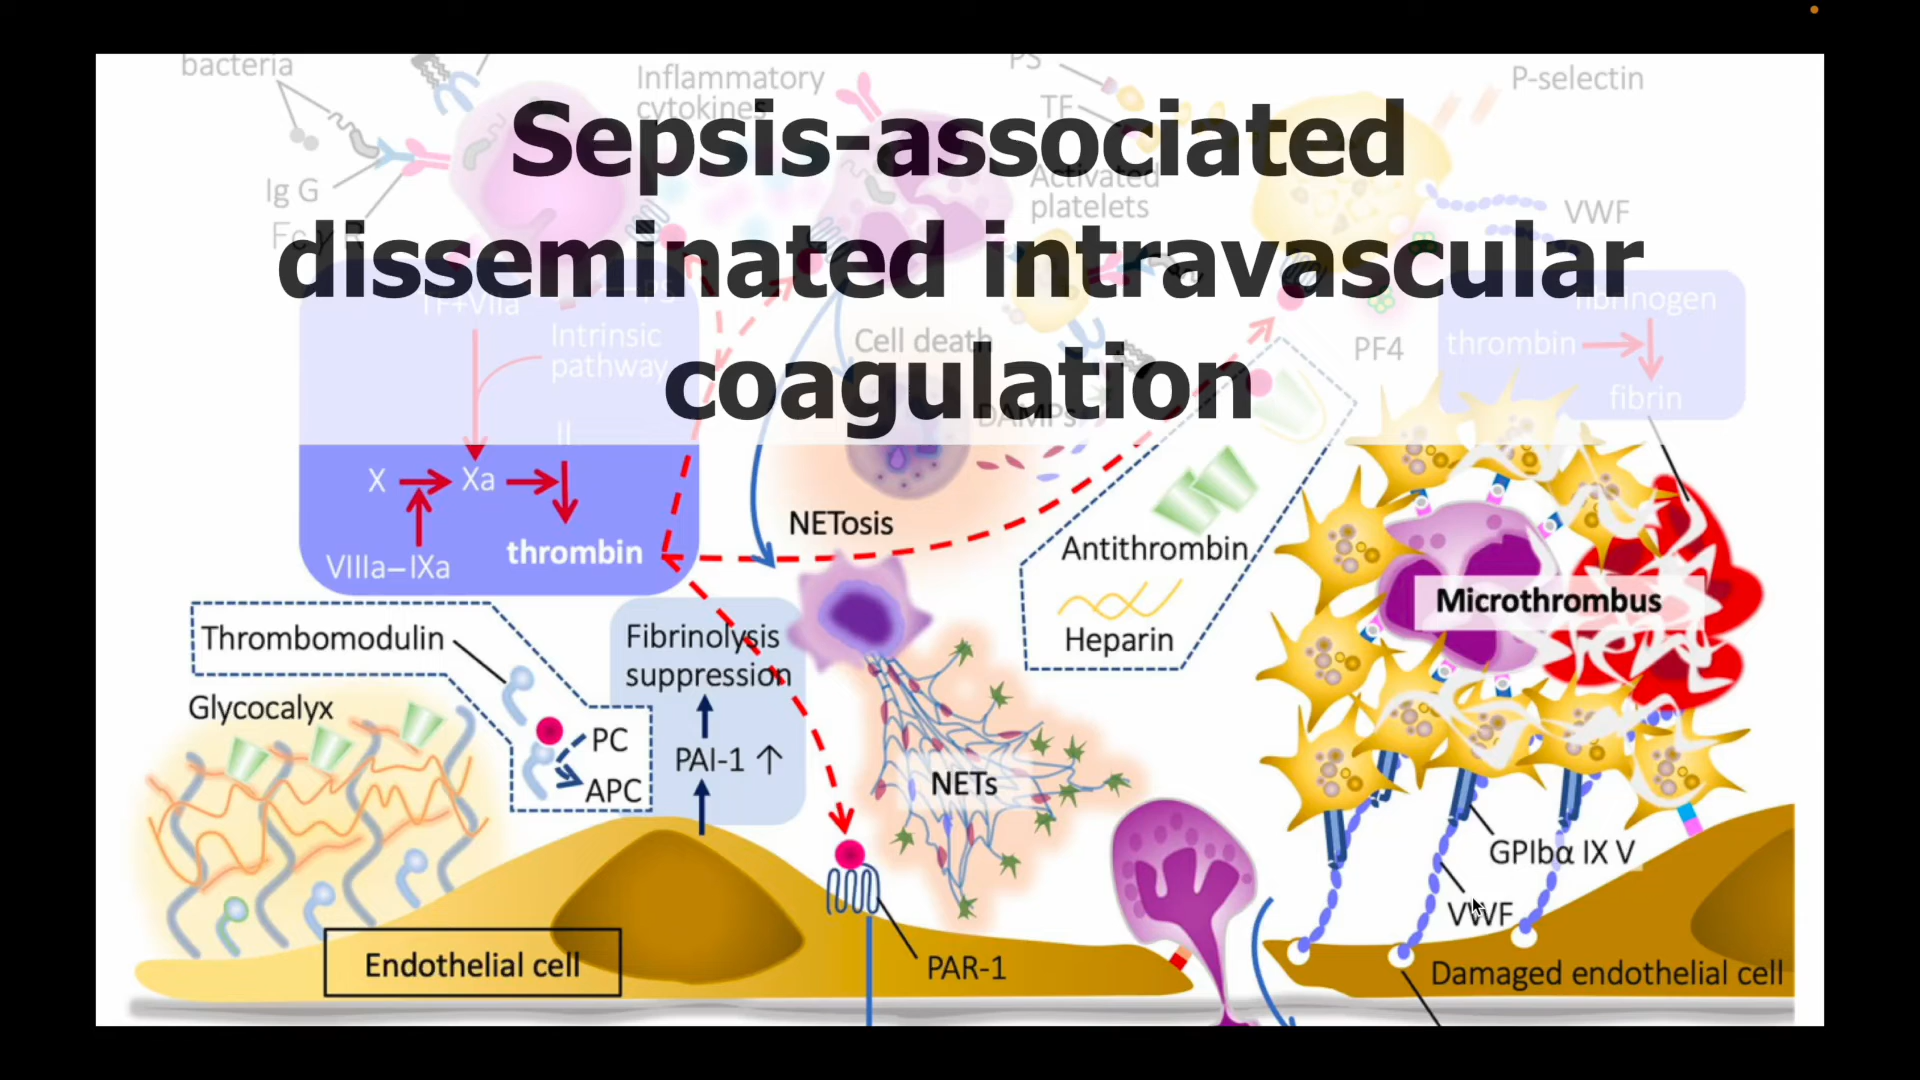 Sepsis-associated
disseminated intravascular
coagulation
bacteria
Inflammatory
cytokines
PS
P-selectin
TF
Ig G
Activated
platelets
VWF
TF+VIIa
PS
fibrinogen
Intrinsic
pathway
Cell death
PF4
thrombin
fibrin
DAMPs
II
X
Xa
NETosis
thrombin
VIIIa–IXa
Antithrombin
Heparin
Microthrombus
Thrombomodulin
Fibrinolysis
suppression
Glycocalyx
PC
PAI-1 ↑
APC
NETs
GPIbα IX V
VWF
Endothelial cell
PAR-1
Damaged endothelial cell